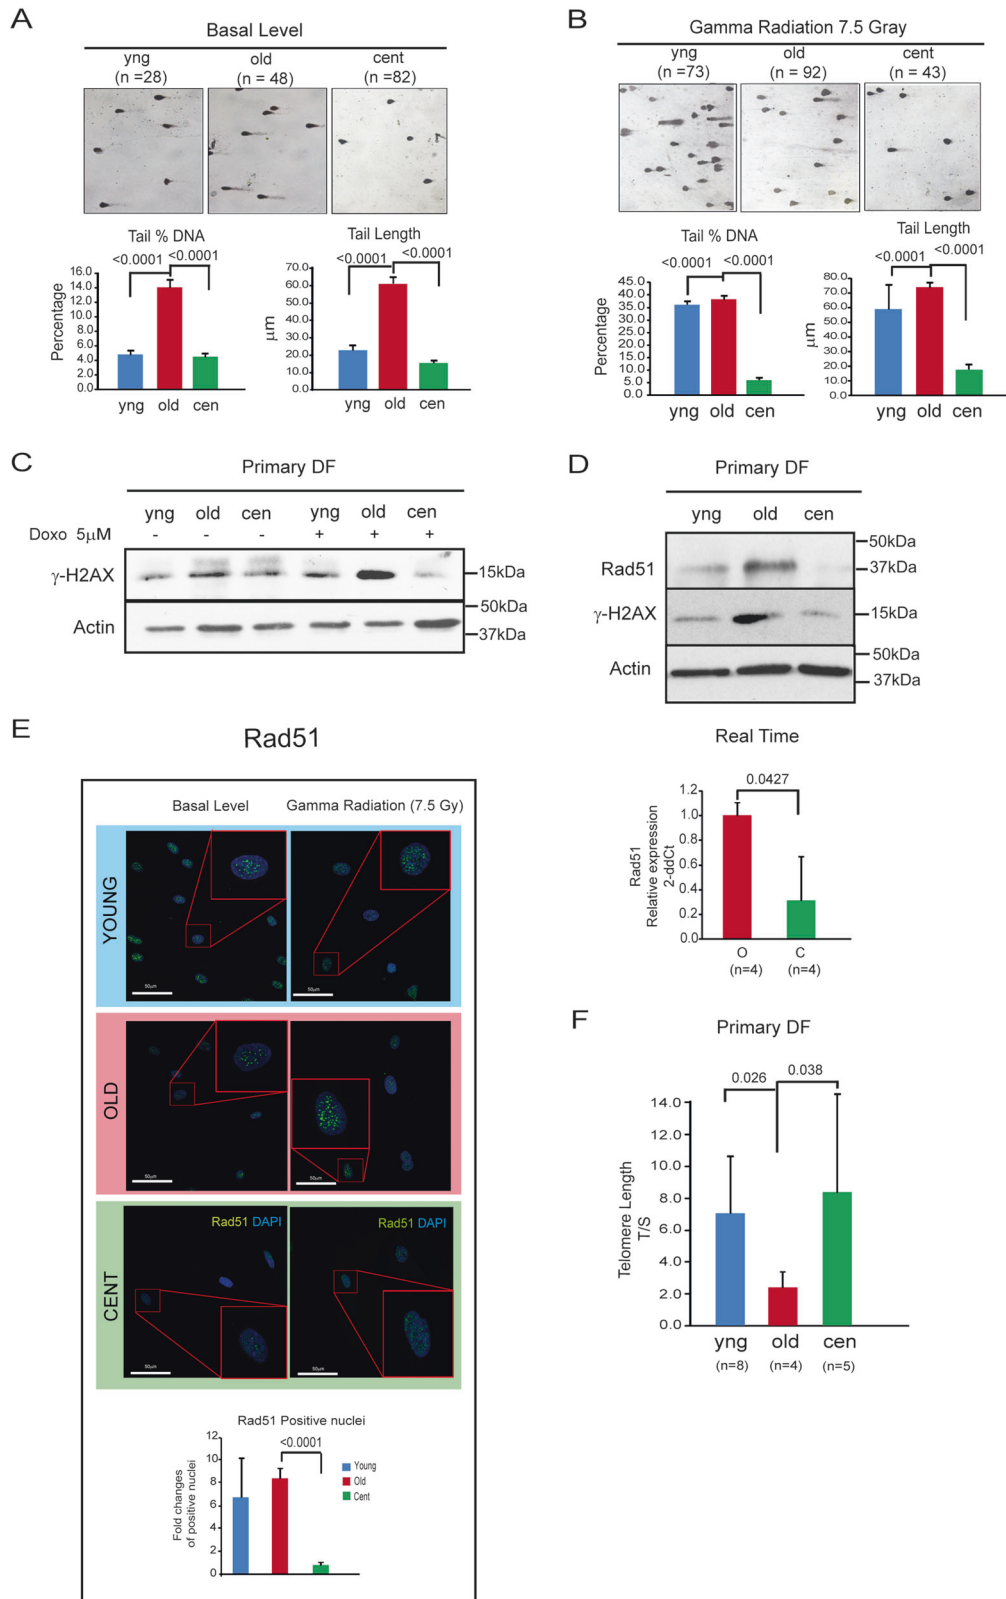 A
Basal Level
yng
(n =28)
old
(n = 48)
cent
(n =82)
Tail % DNA
<0.0001 <0.0001
Percentage
16.0
14.0
12.0
10.0
8.0
6.0
4.0
2.0
0.0
yng old cen
Tail Length
<0.0001 <0.0001
μm
70.0
60.0
50.0
40.0
30.0
20.0
10.0
0.0
yng old cen
B
Gamma Radiation 7.5 Gray
yng
(n =73)
old
(n = 92)
cent
(n = 43)
Tail % DNA
<0.0001 <0.0001
Percentage
45.0
40.0
35.0
30.0
25.0
20.0
15.0
10.0
5.0
0.0
yng old cen
Tail Length
<0.0001 <0.0001
μm
80.0
70.0
60.0
50.0
40.0
30.0
20.0
10.0
0.0
yng old cen
C
Primary DF
yng old cen yng old cen
Doxo 5μM - - - + + +
γ-H2AX
15kDa
50kDa
Actin
37kDa
D
Primary DF
yng old cen
50kDa
Rad51
37kDa
γ-H2AX
15kDa
50kDa
Actin
37kDa
Real Time
0.0427
Rad51
Relative expression
2-ddCt
1.2
1.0
0.8
0.6
0.4
0.2
0.0
O C
(n=4) (n=4)
E
Rad51
Basal Level Gamma Radiation (7.5 Gy)
YOUNG
50μm 50μm
OLD
50μm 50μm
CENT
Rad51 DAPI Rad51 DAPI
50μm 50μm
Rad51 Positive nuclei
<0.0001
Fold changes
of positive nuclei
12
10
8
6
4
2
0
Young
Old
Cent
F
Primary DF
0.026 0.038
Telomere Length
T/S
14.0
12.0
10.0
8.0
6.0
4.0
2.0
0.0
yng old cen
(n=8) (n=4) (n=5)